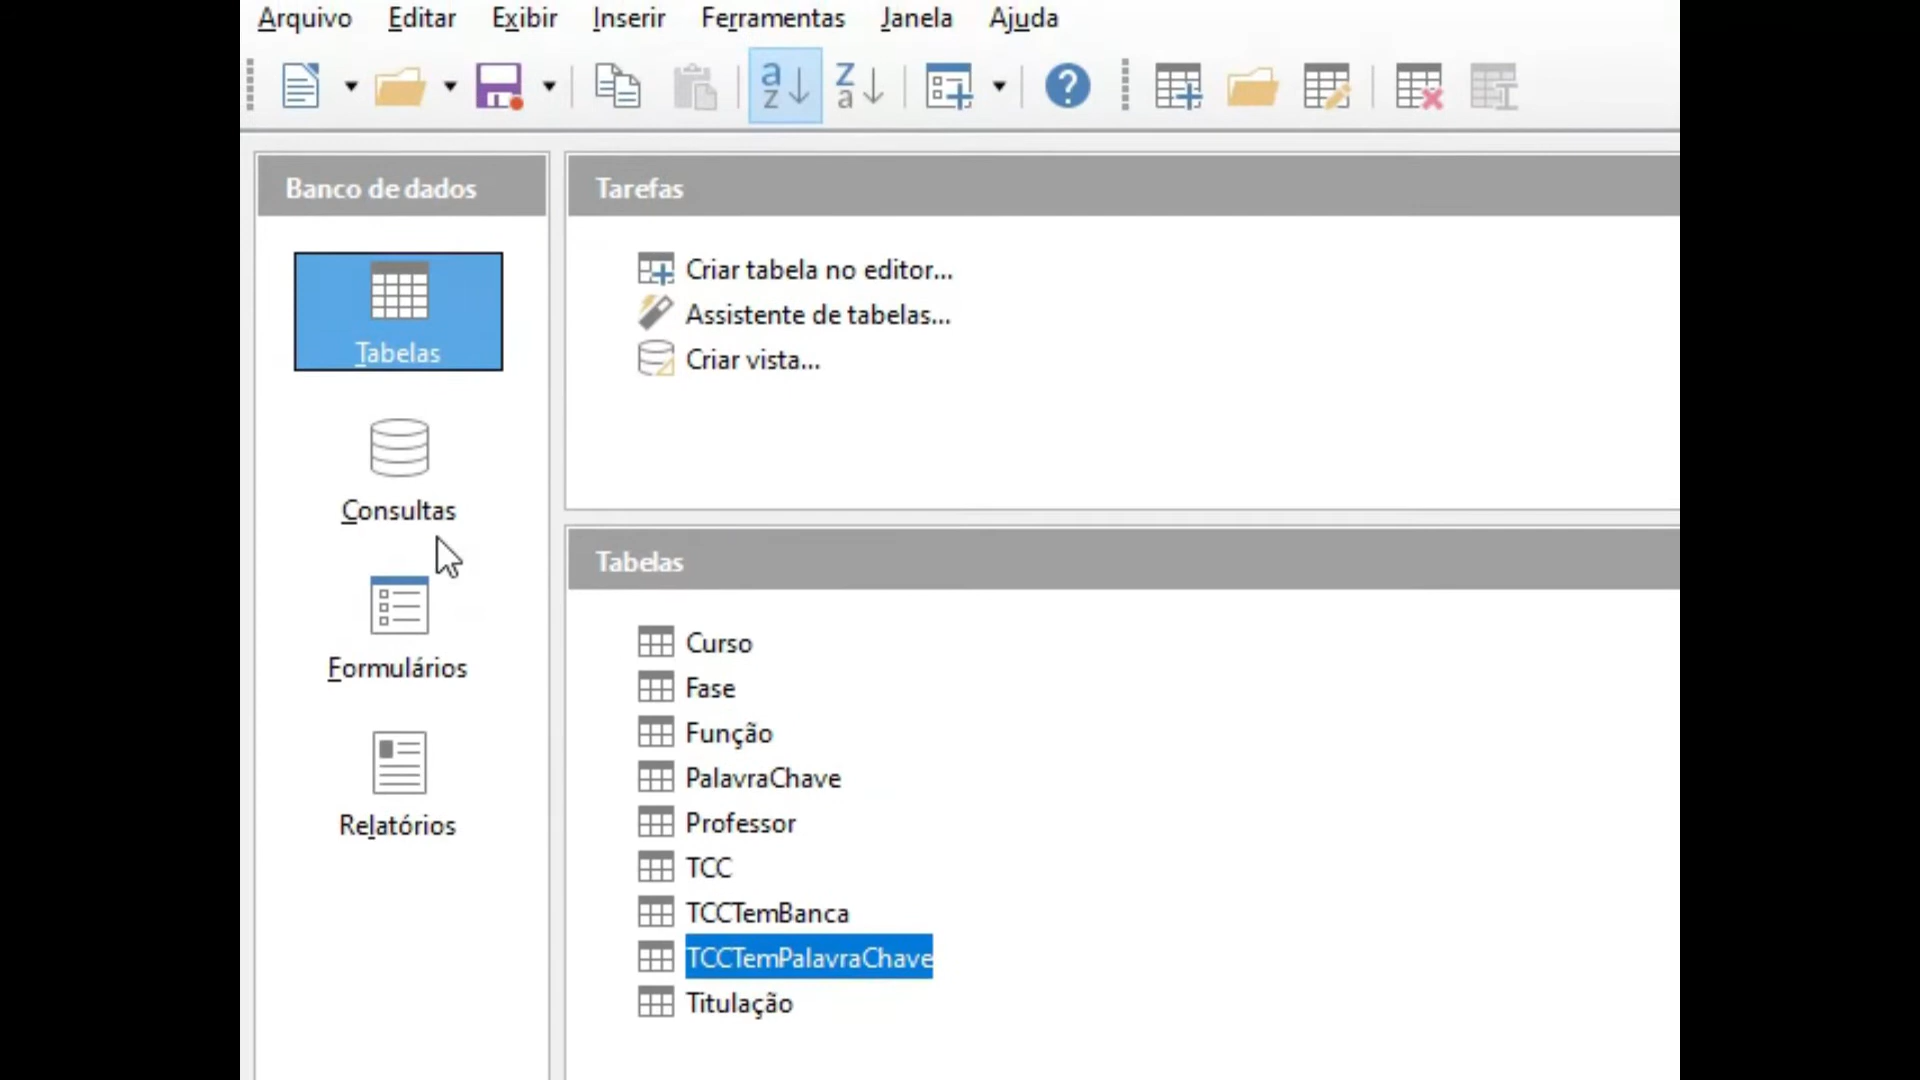 Arquivo Editar Exibir Inserir Ferramentas Janela Ajuda
Banco de dados
Tabelas
Consultas
Formulários
Relatórios
Tarefas
Criar tabela no editor...
Assistente de tabelas...
Criar vista...
Tabelas
Curso
Fase
Função
PalavraChave
Professor
TCC
TCCTemBanca
TCCTemPalavraChave
Titulação